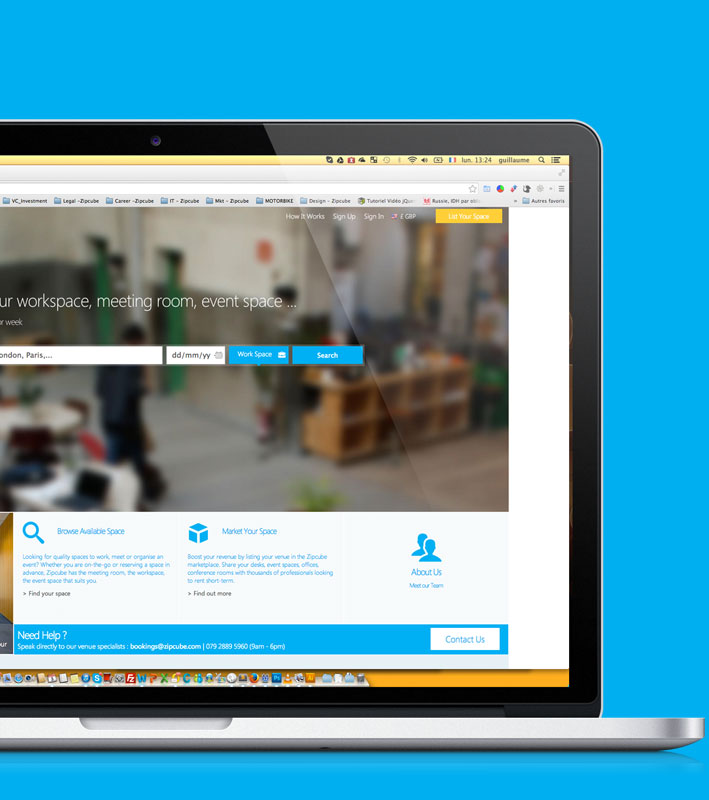 lun. 13:24 guillaume
VC_Investment Legal -Zipcube Career -Zipcube IT - Zipcube Mkt - Zipcube MOTORBIKE Design - Zipcube Tutoriel Vidéo jQue Russie, IDH par » Autres favoris
How It Works Sign Up Sign In £ GBP List Your Space
ur workspace, meeting room, event space ...
or week
ondon, Paris,... dd/mm/yy Work Space Search
Browse Available Space
Looking for quality spaces to work, meet or organise an
event? Whether you are on-the-go or reserving a space in
advance, Zipcube has the meeting room, the workspace,
the event space that suits you.
> Find your space
Market Your Space
Boost your revenue by listing your venue in the Zipcube
marketplace. Share your desks, event spaces, offices,
conference rooms with thousands of professionals looking
to rent short-term.
> Find out more
About Us
Meet our Team
our
Need Help ?
Speak directly to our venue specialists : bookings@zipcube.com | 079 2889 5960 (9am - 6pm)
Contact Us